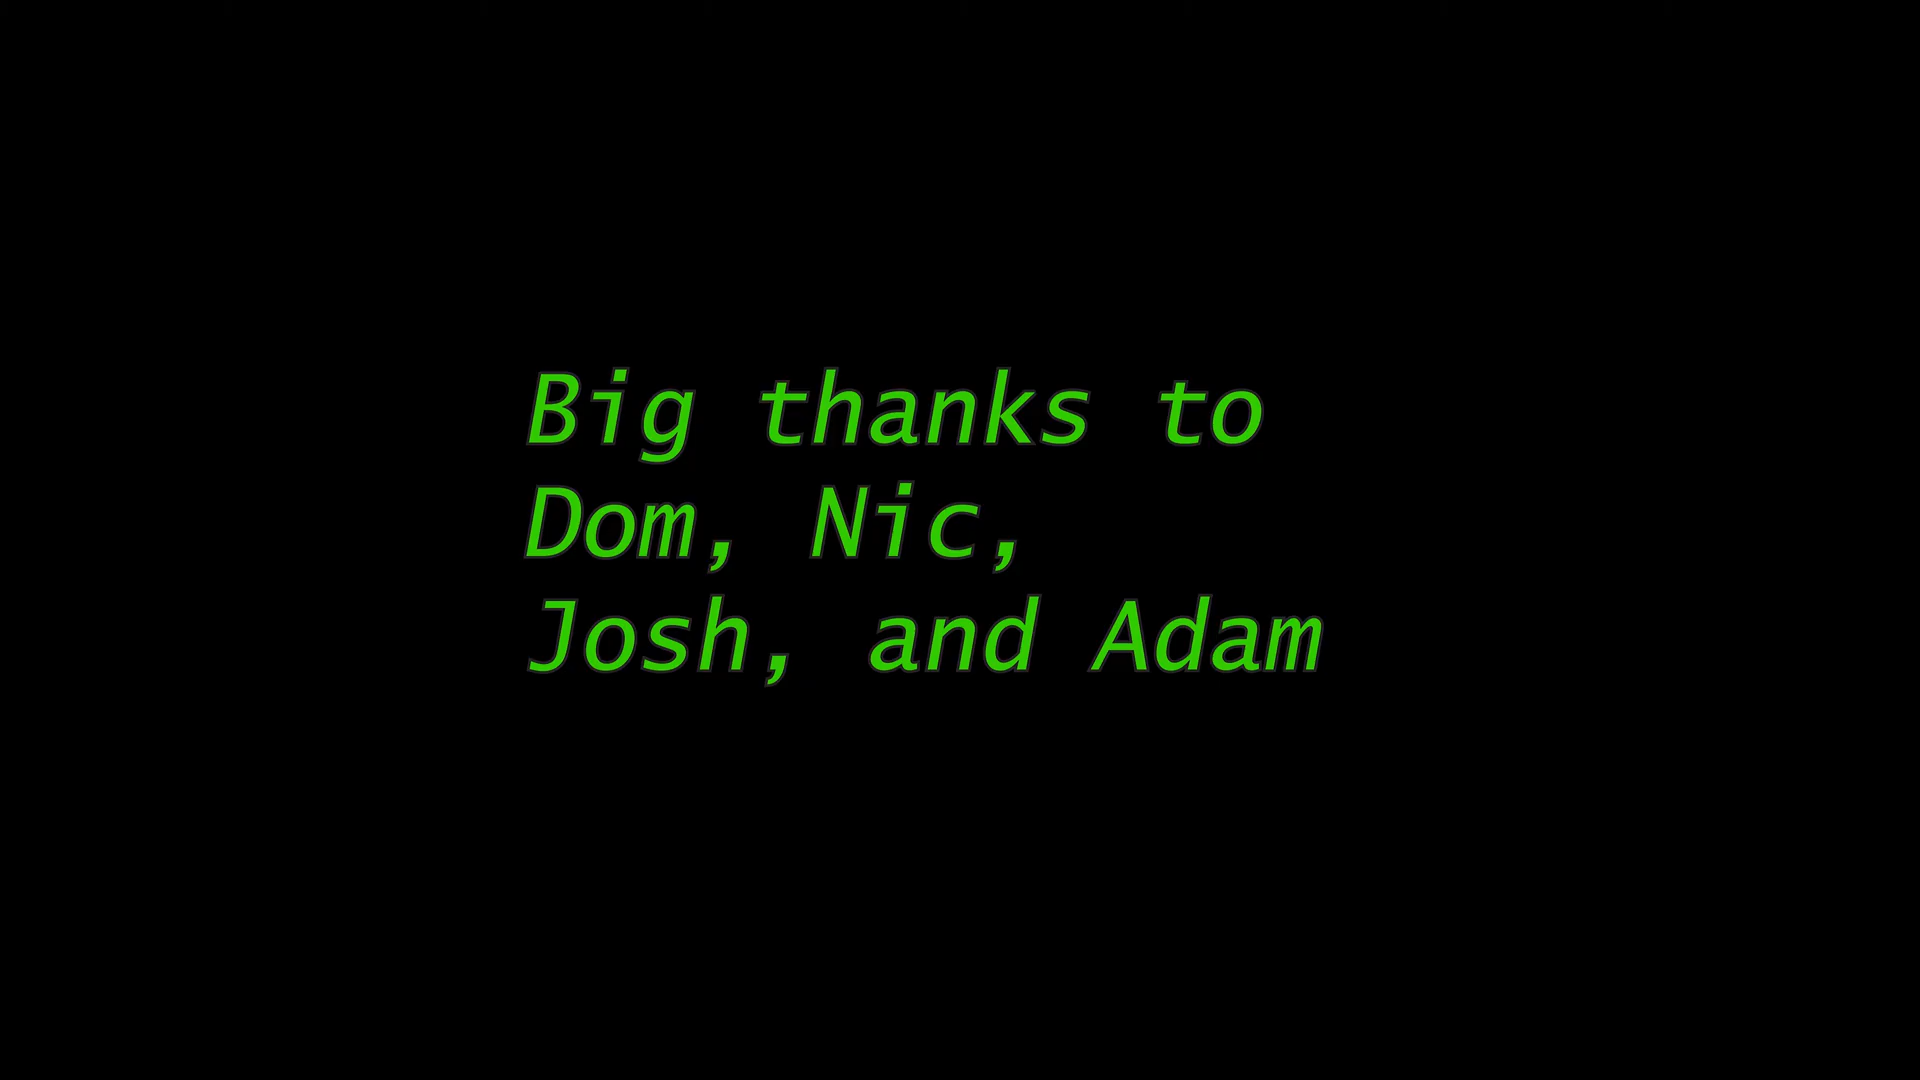 Big thanks to
Dom, Nic,
Josh, and Adam